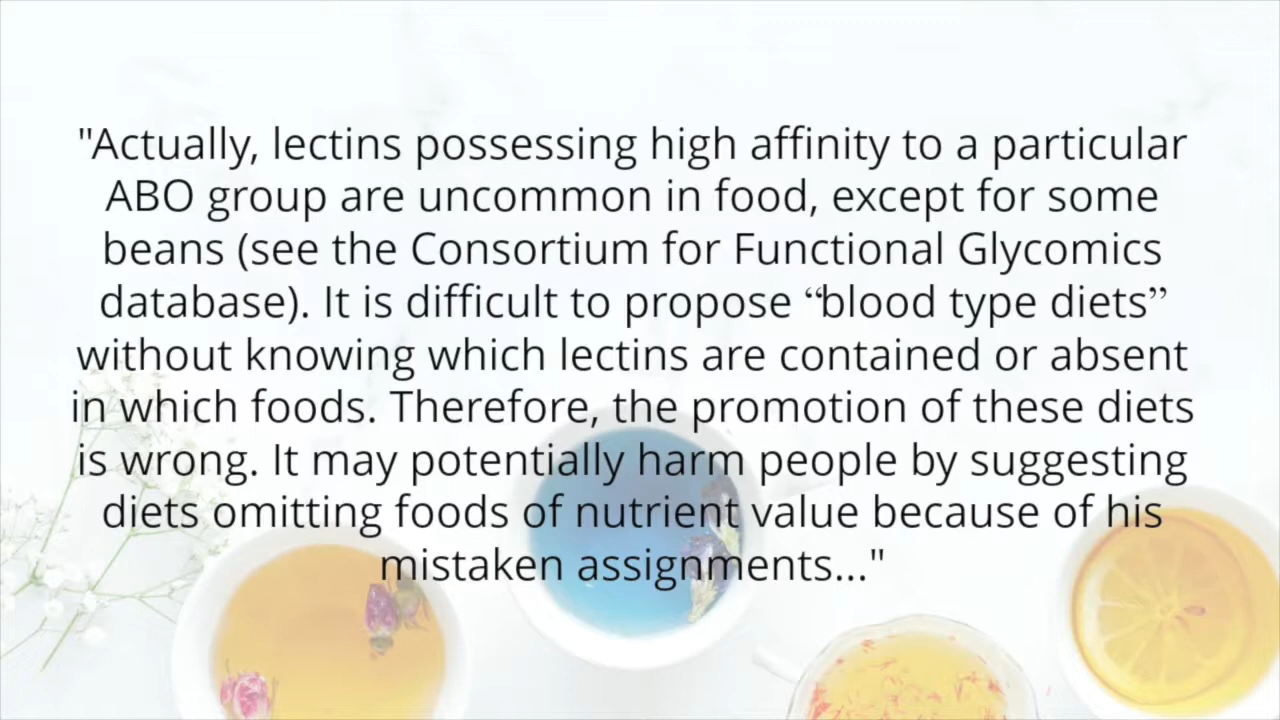 "Actually, lectins possessing high affinity to a particular
ABO group are uncommon in food, except for some
beans (see the Consortium for Functional Glycomics
database). It is difficult to propose “blood type diets”
without knowing which lectins are contained or absent
in which foods. Therefore, the promotion of these diets
is wrong. It may potentially harm people by suggesting
diets omitting foods of nutrient value because of his
mistaken assignments..."